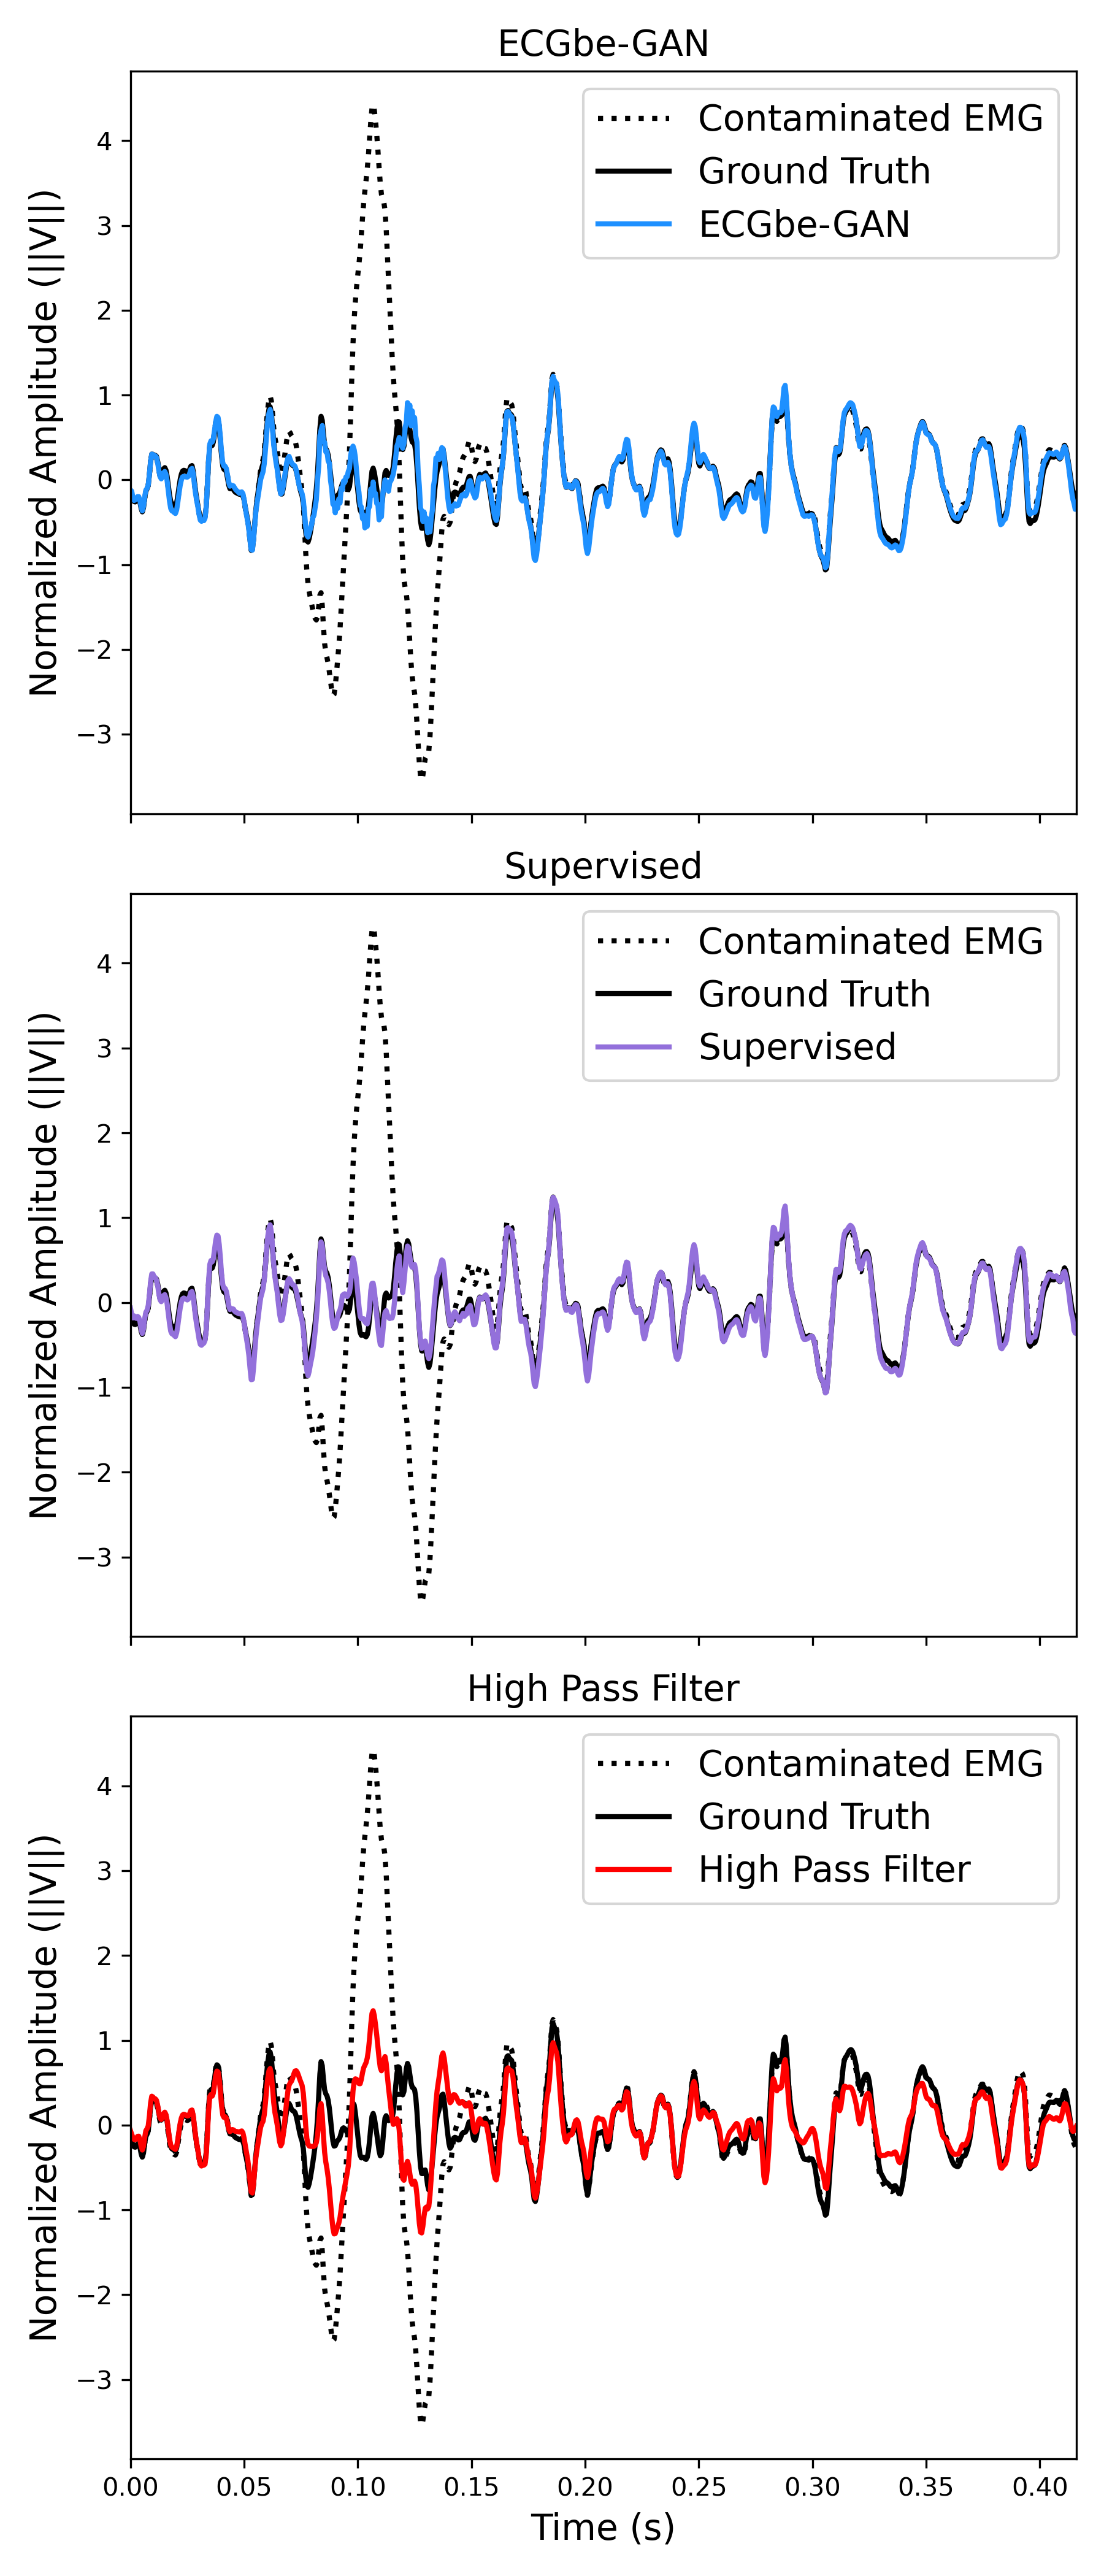 ECGbe-GAN
Normalized Amplitude (||V||)
4
3
2
1
0
−1
−2
−3
Contaminated EMG
Ground Truth
ECGbe-GAN
Supervised
Normalized Amplitude (||V||)
4
3
2
1
0
−1
−2
−3
Contaminated EMG
Ground Truth
Supervised
High Pass Filter
Normalized Amplitude (||V||)
4
3
2
1
0
−1
−2
−3
Contaminated EMG
Ground Truth
High Pass Filter
0.00 0.05 0.10 0.15 0.20 0.25 0.30 0.35 0.40
Time (s)